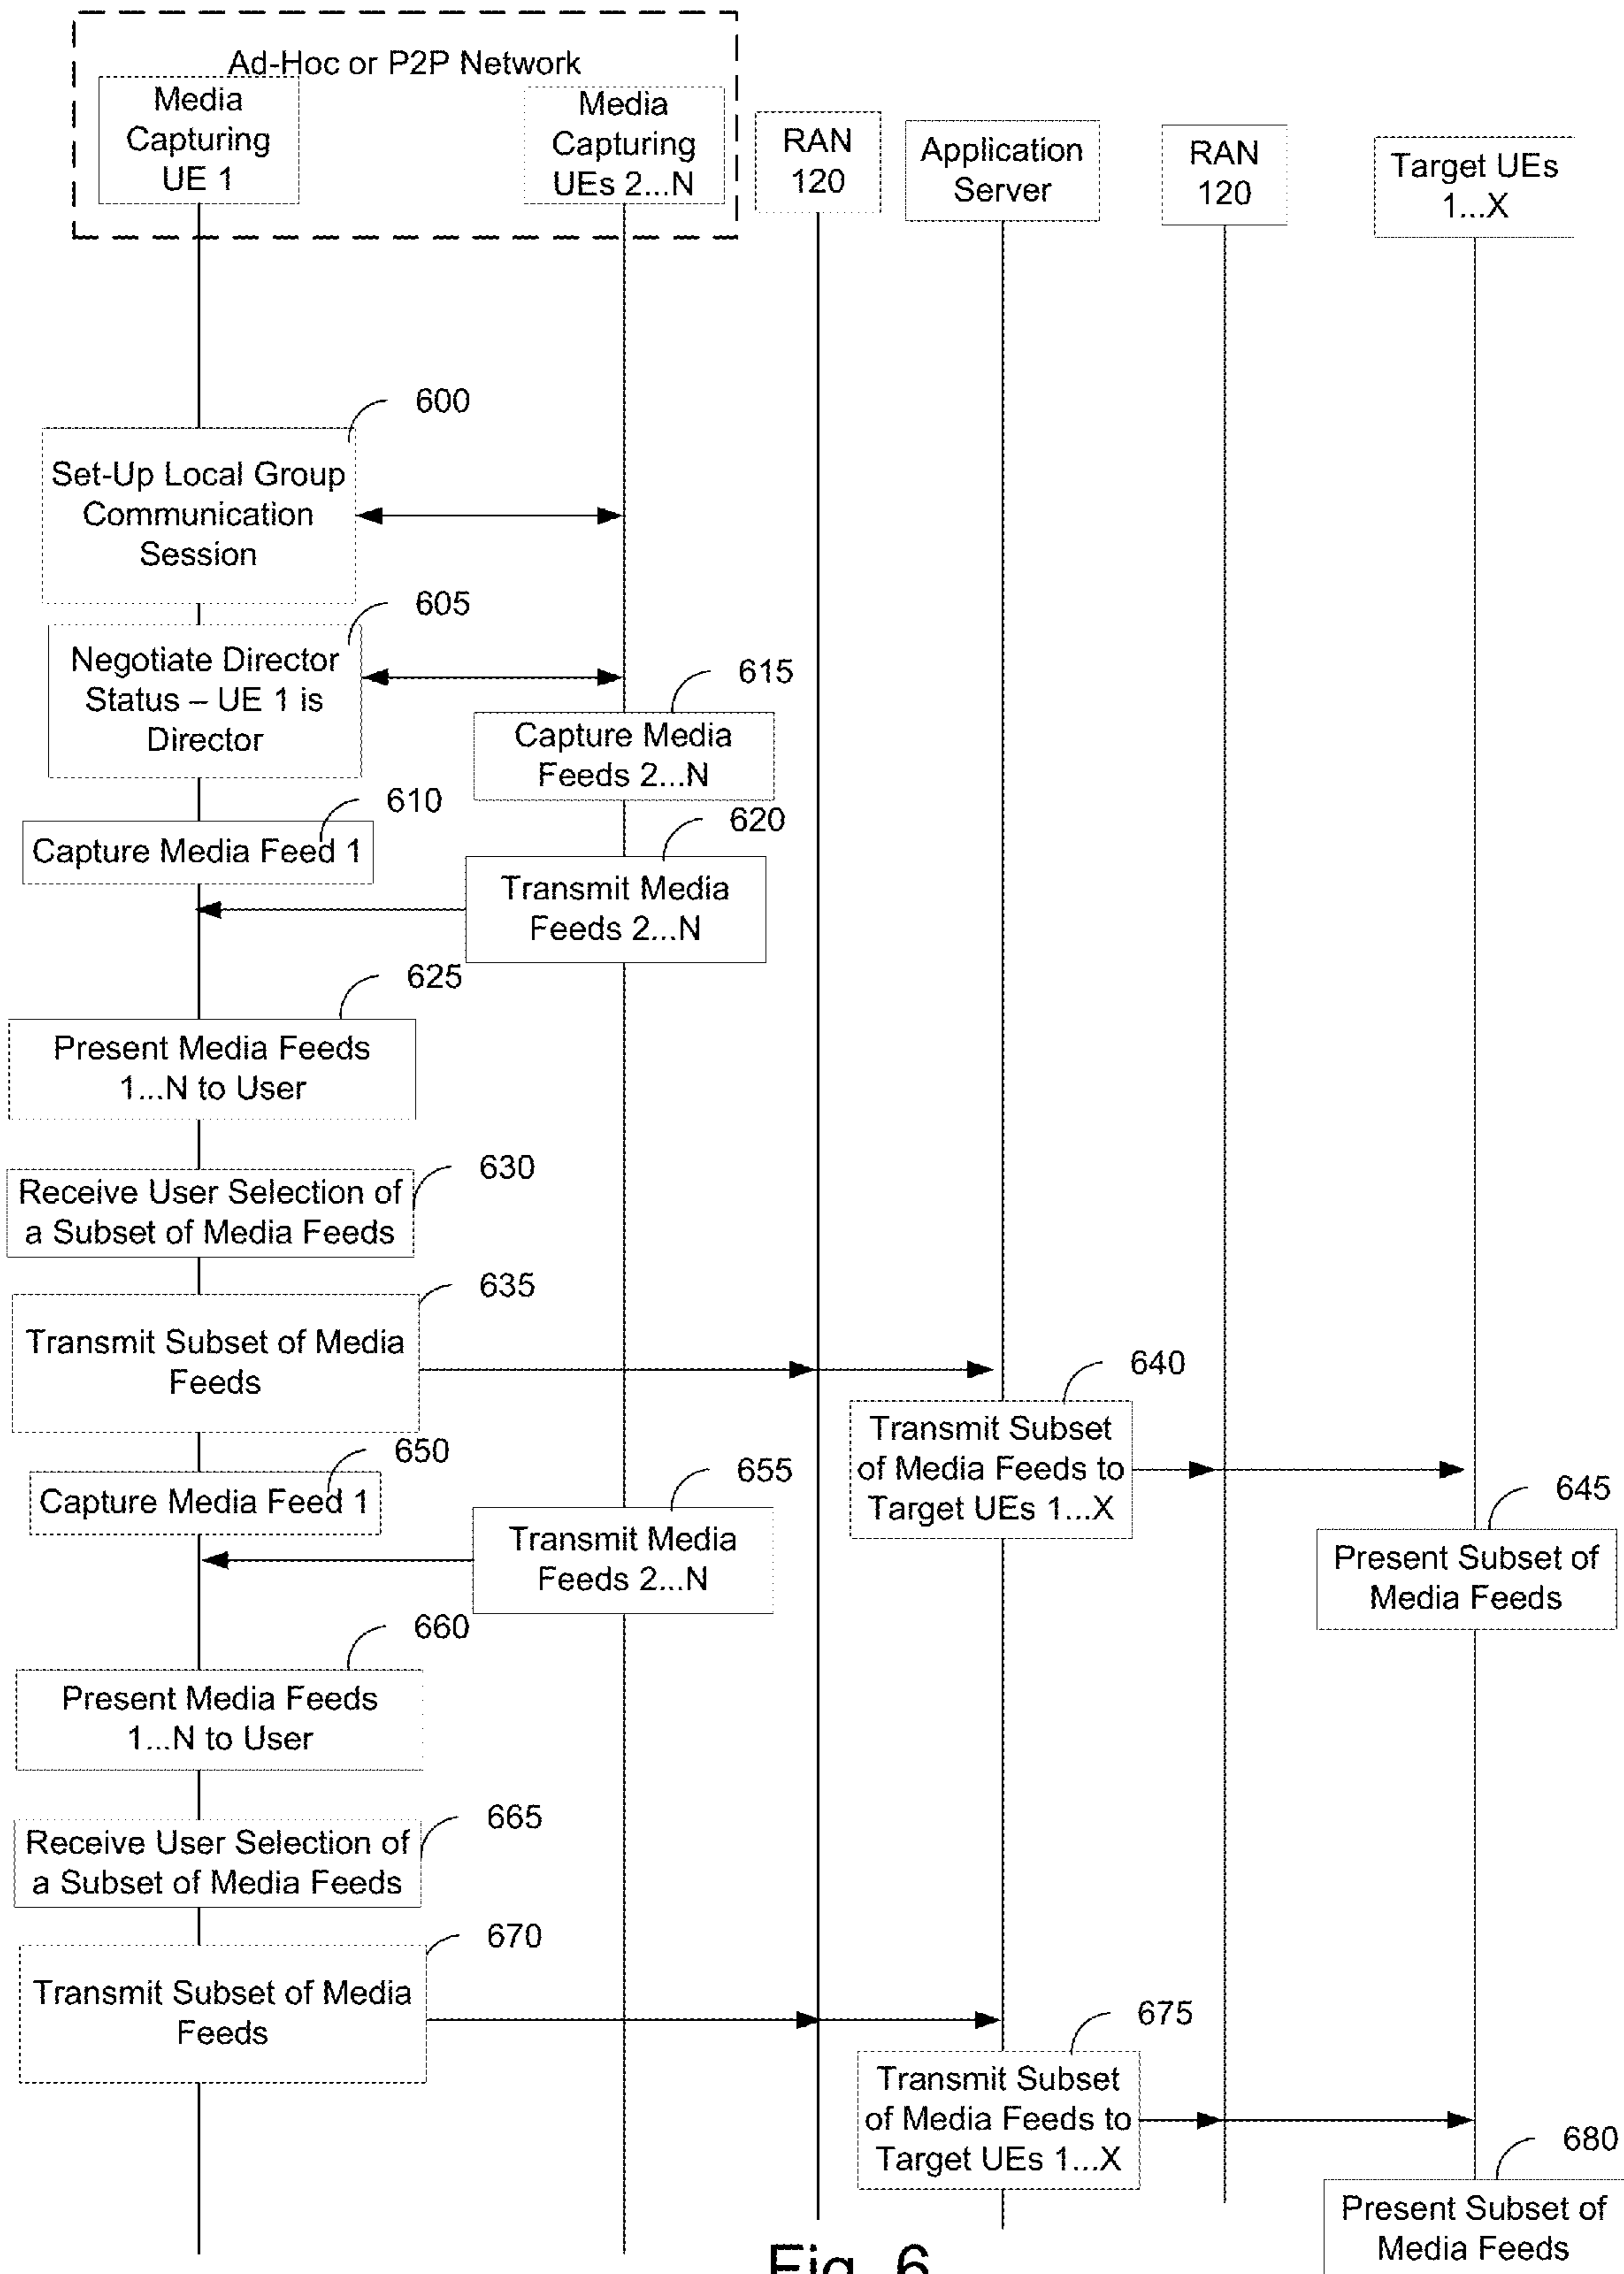 Ad-Hoc or P2P Network
Media
Capturing
UE 1
Media
Capturing
UEs 2...N
RAN
120
Application
Server
RAN
120
Target UEs
1...X
600
Set-Up Local Group
Communication
Session
605
Negotiate Director
Status – UE 1 is
Director
615
Capture Media
Feeds 2...N
610
Capture Media Feed 1
620
Transmit Media
Feeds 2...N
625
Present Media Feeds
1...N to User
630
Receive User Selection of
a Subset of Media Feeds
635
Transmit Subset of Media
Feeds
640
Transmit Subset
of Media Feeds to
Target UEs 1...X
645
Present Subset of
Media Feeds
650
Capture Media Feed 1
655
Transmit Media
Feeds 2...N
660
Present Media Feeds
1...N to User
665
Receive User Selection of
a Subset of Media Feeds
670
Transmit Subset of Media
Feeds
675
Transmit Subset
of Media Feeds to
Target UEs 1...X
680
Present Subset of
Media Feeds
Fig. 6